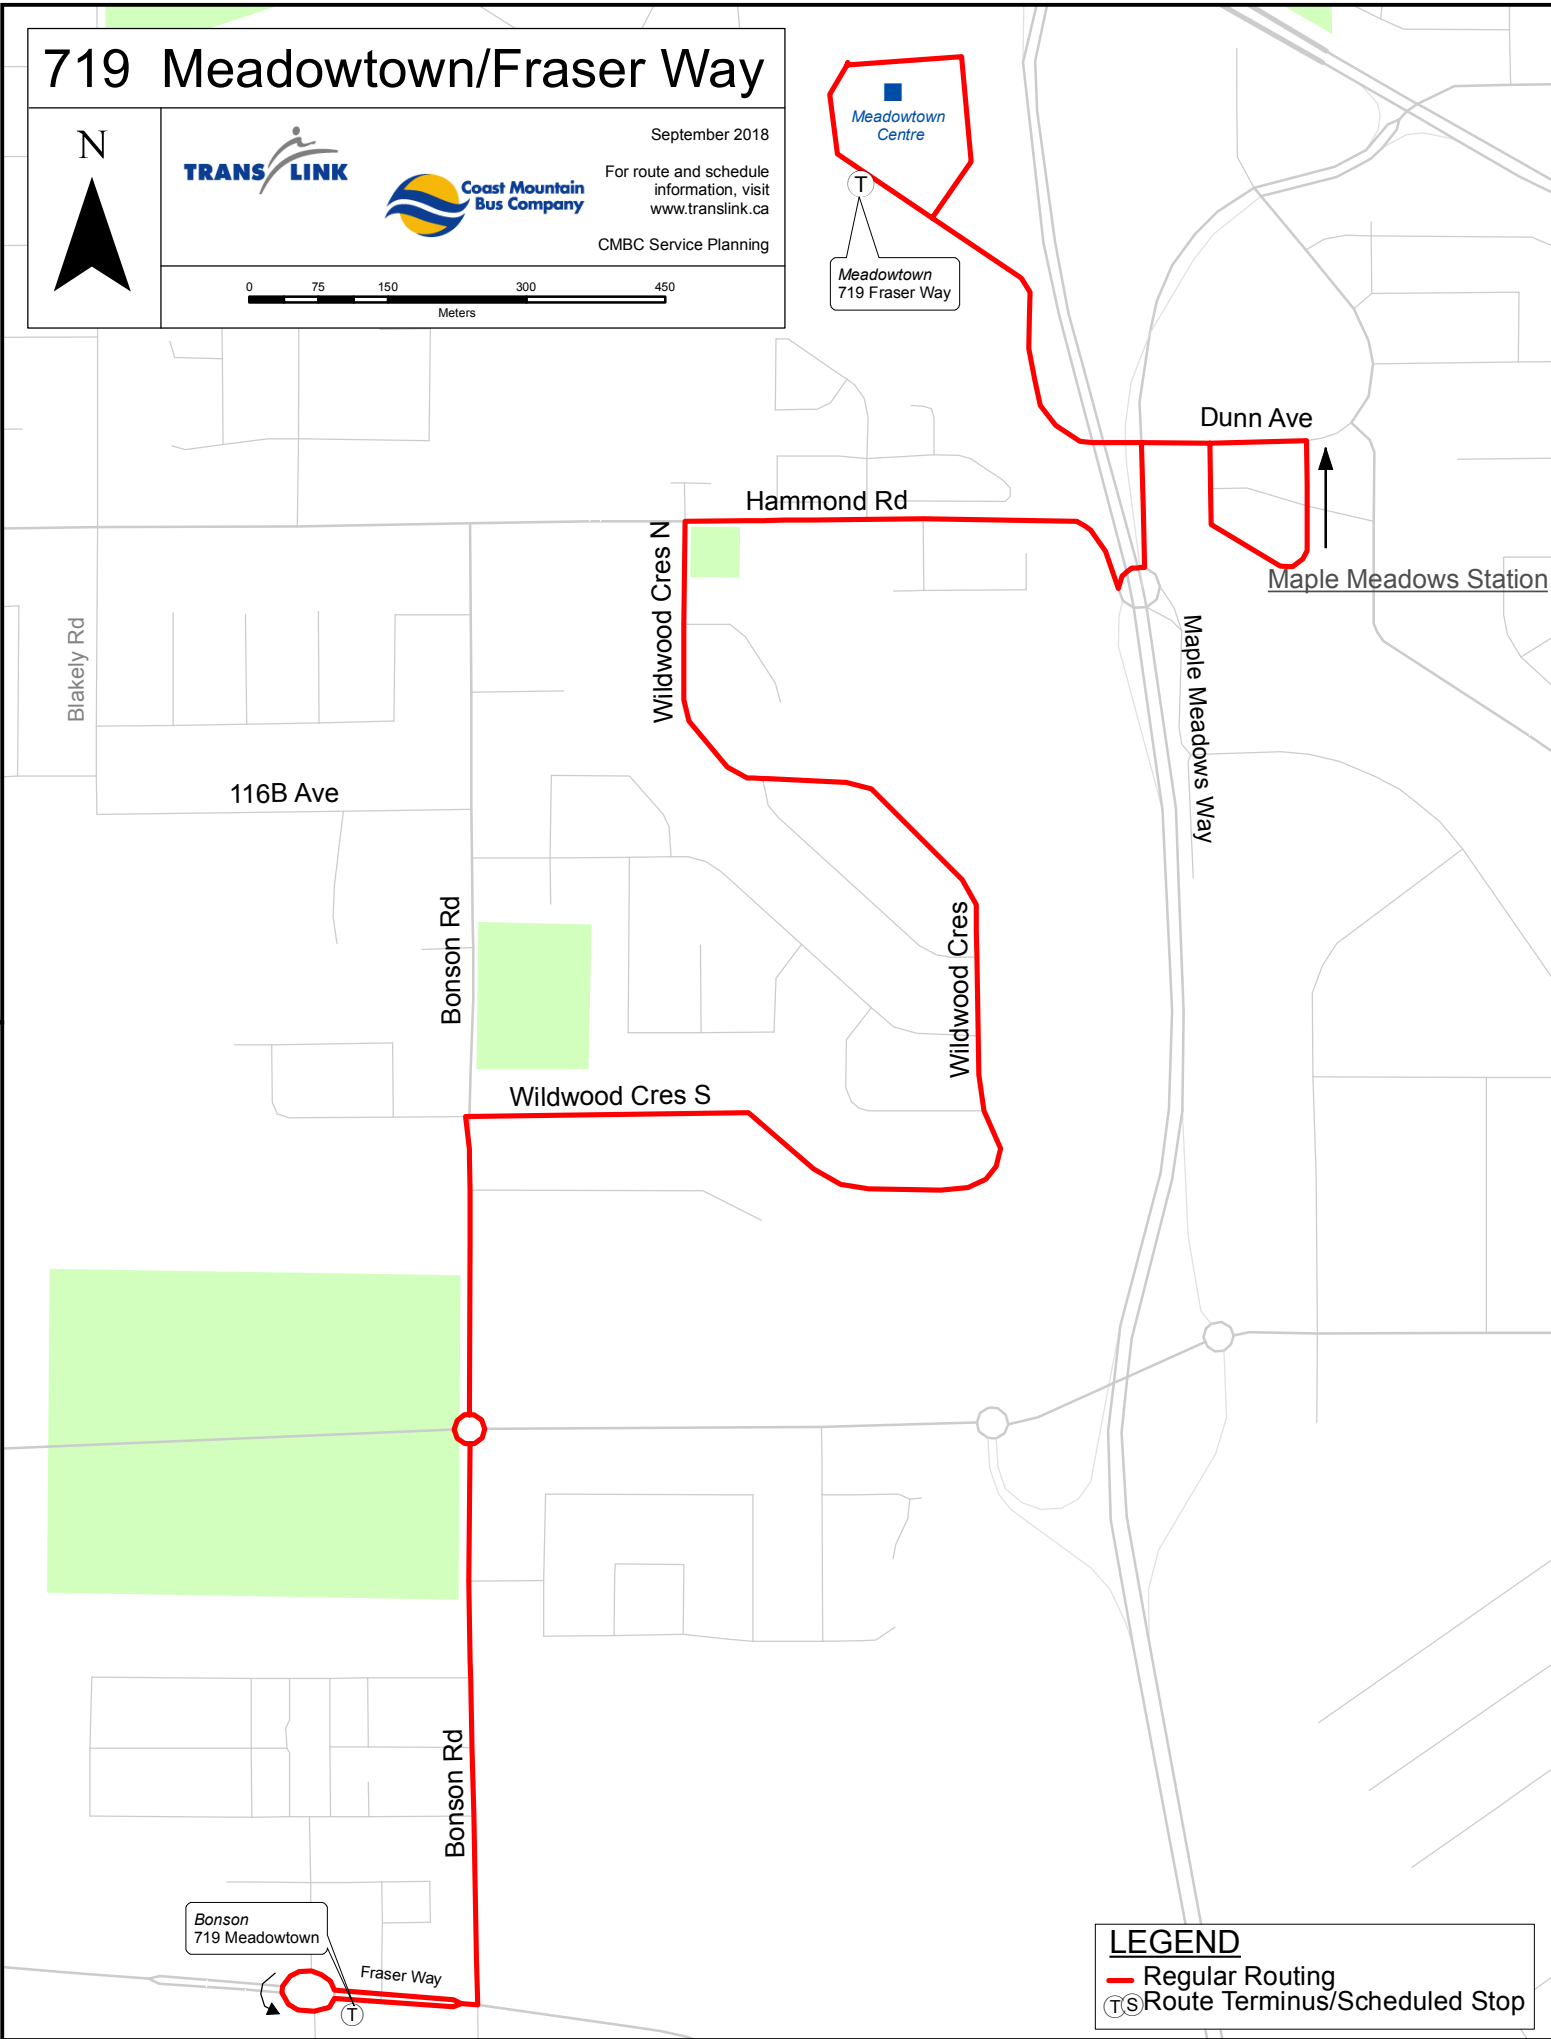 719 Meadowtown/Fraser Way
N
TRANS LINK
Coast Mountain
Bus Company
September 2018
For route and schedule
information, visit
www.translink.ca
CMBC Service Planning
0 75 150 300 450
Meters
Meadowtown
Centre
T
Meadowtown
719 Fraser Way
Dunn Ave
Hammond Rd
Wildwood Cres N
Maple Meadows Station
Blakely Rd
Maple Meadows Way
116B Ave
Bonson Rd
Wildwood Cres
Wildwood Cres S
Bonson Rd
Bonson
719 Meadowtown
Fraser Way
T
LEGEND
Regular Routing
T S Route Terminus/Scheduled Stop